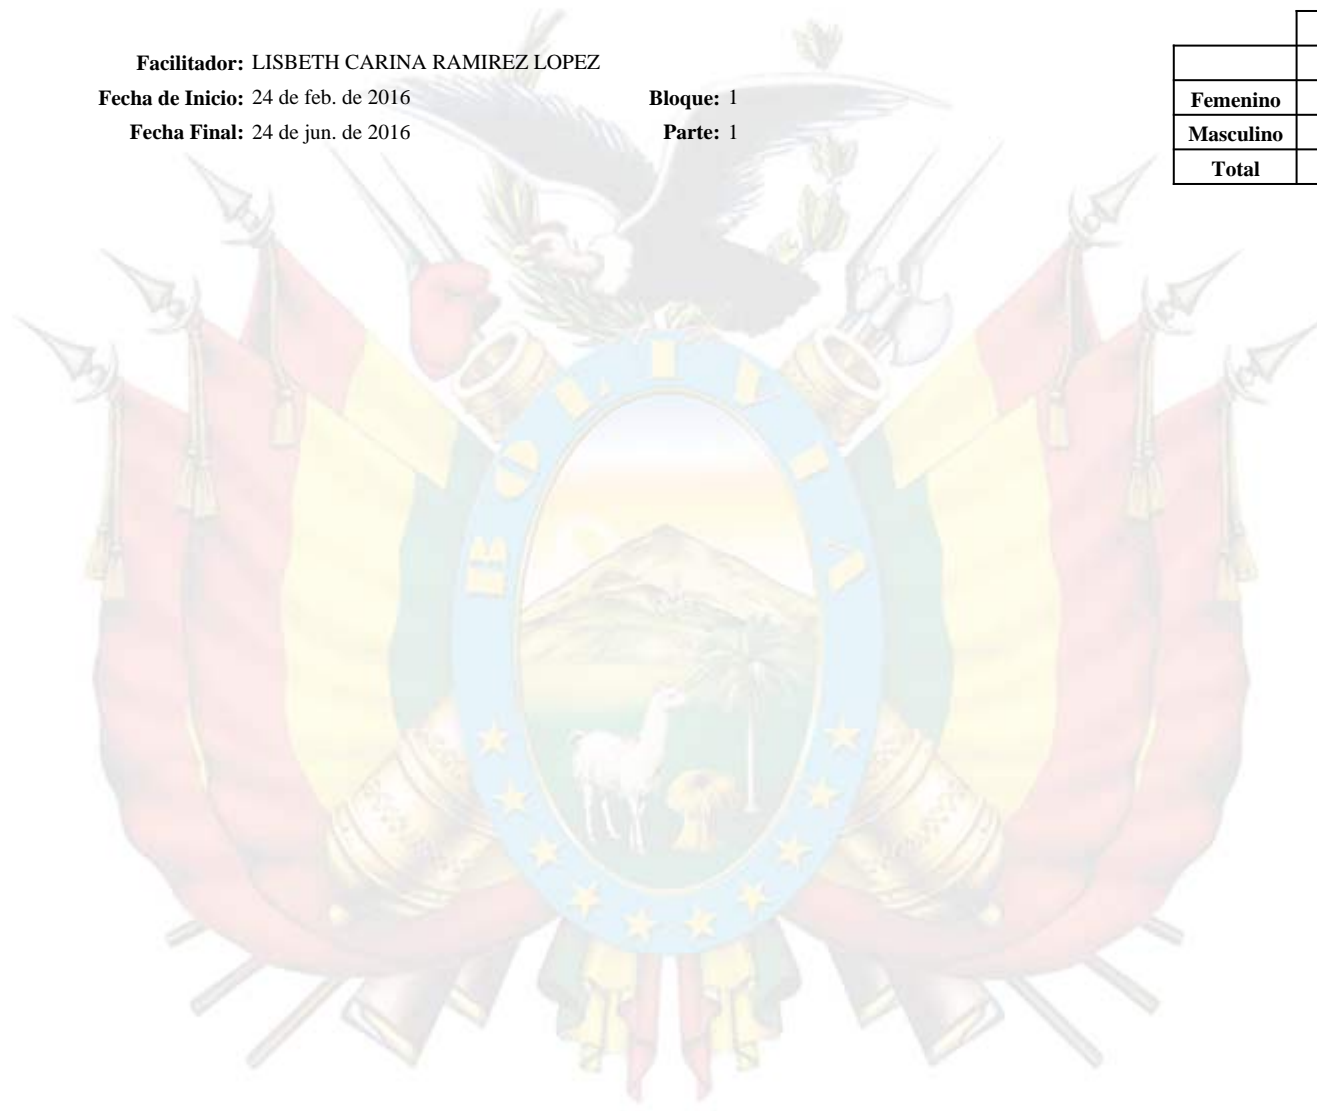 Facilitador: LISBETH CARINA RAMIREZ LOPEZ
Fecha de Inicio: 24 de feb. de 2016 Bloque: 1
Fecha Final: 24 de jun. de 2016 Parte: 1
Femenino
Masculino
Total
BOLIVIA